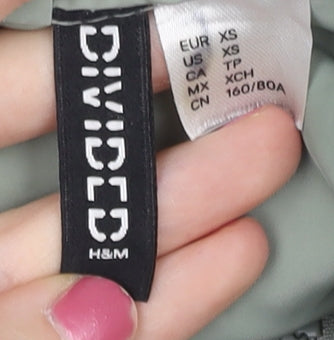 DIVIDED
H&M
EUR XS
US XS
CA TP
MX XCH
CN 160/80A